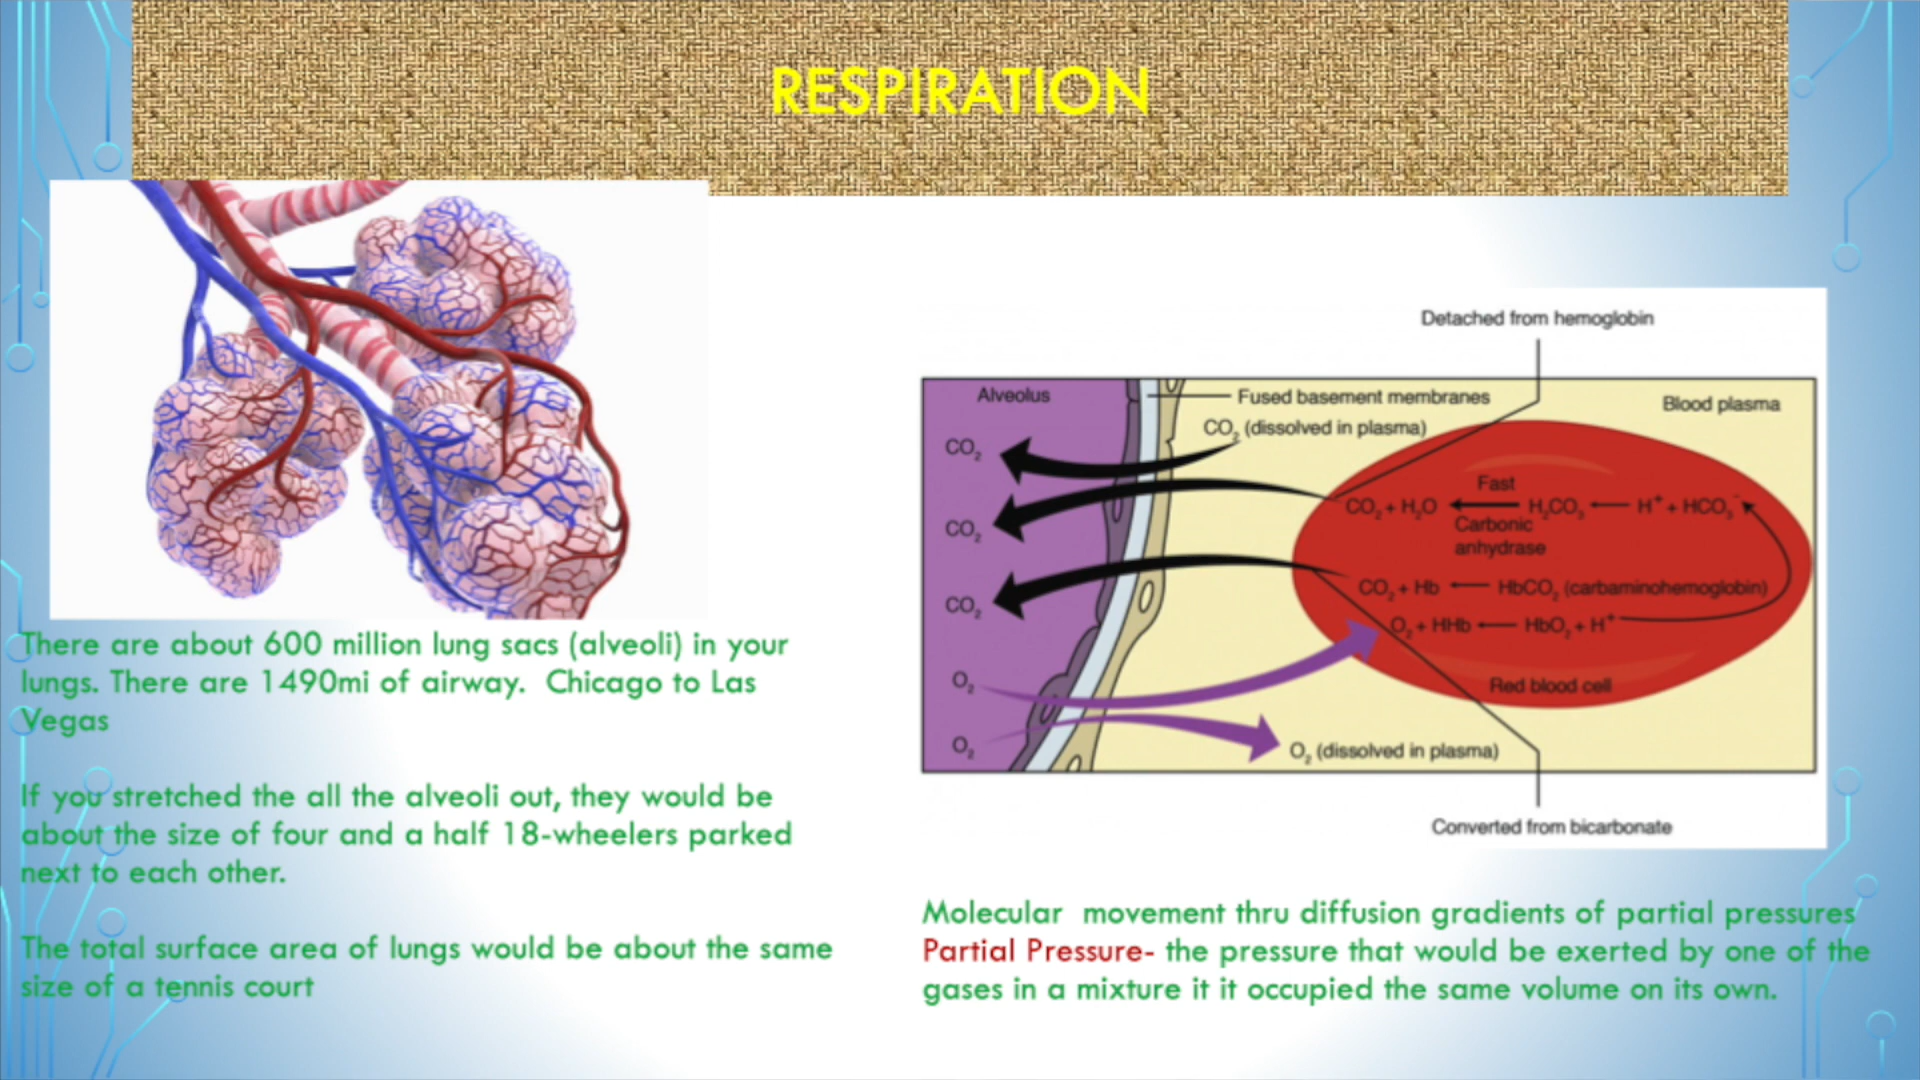 RESPIRATION
There are about 600 million lung sacs (alveoli) in your
lungs. There are 1490mi of airway.  Chicago to Las
Vegas
If you stretched the all the alveoli out, they would be
about the size of four and a half 18-wheelers parked
next to each other.
The total surface area of lungs would be about the same
size of a tennis court
Detached from hemoglobin
Alveolus
Fused basement membranes
Blood plasma
CO₂ (dissolved in plasma)
CO₂
CO₂
CO₂
O₂
O₂
Fast
CO₂ + H₂O ← H₂CO₃ ← H⁺ + HCO₃⁻
Carbonic
anhydrase
CO₂ + Hb ← HbCO₂ (carbaminohemoglobin)
O₂ + HHb ← HbO₂ + H⁺
Red blood cell
O₂ (dissolved in plasma)
Converted from bicarbonate
Molecular  movement thru diffusion gradients of partial pressures
Partial Pressure- the pressure that would be exerted by one of the
gases in a mixture it it occupied the same volume on its own.